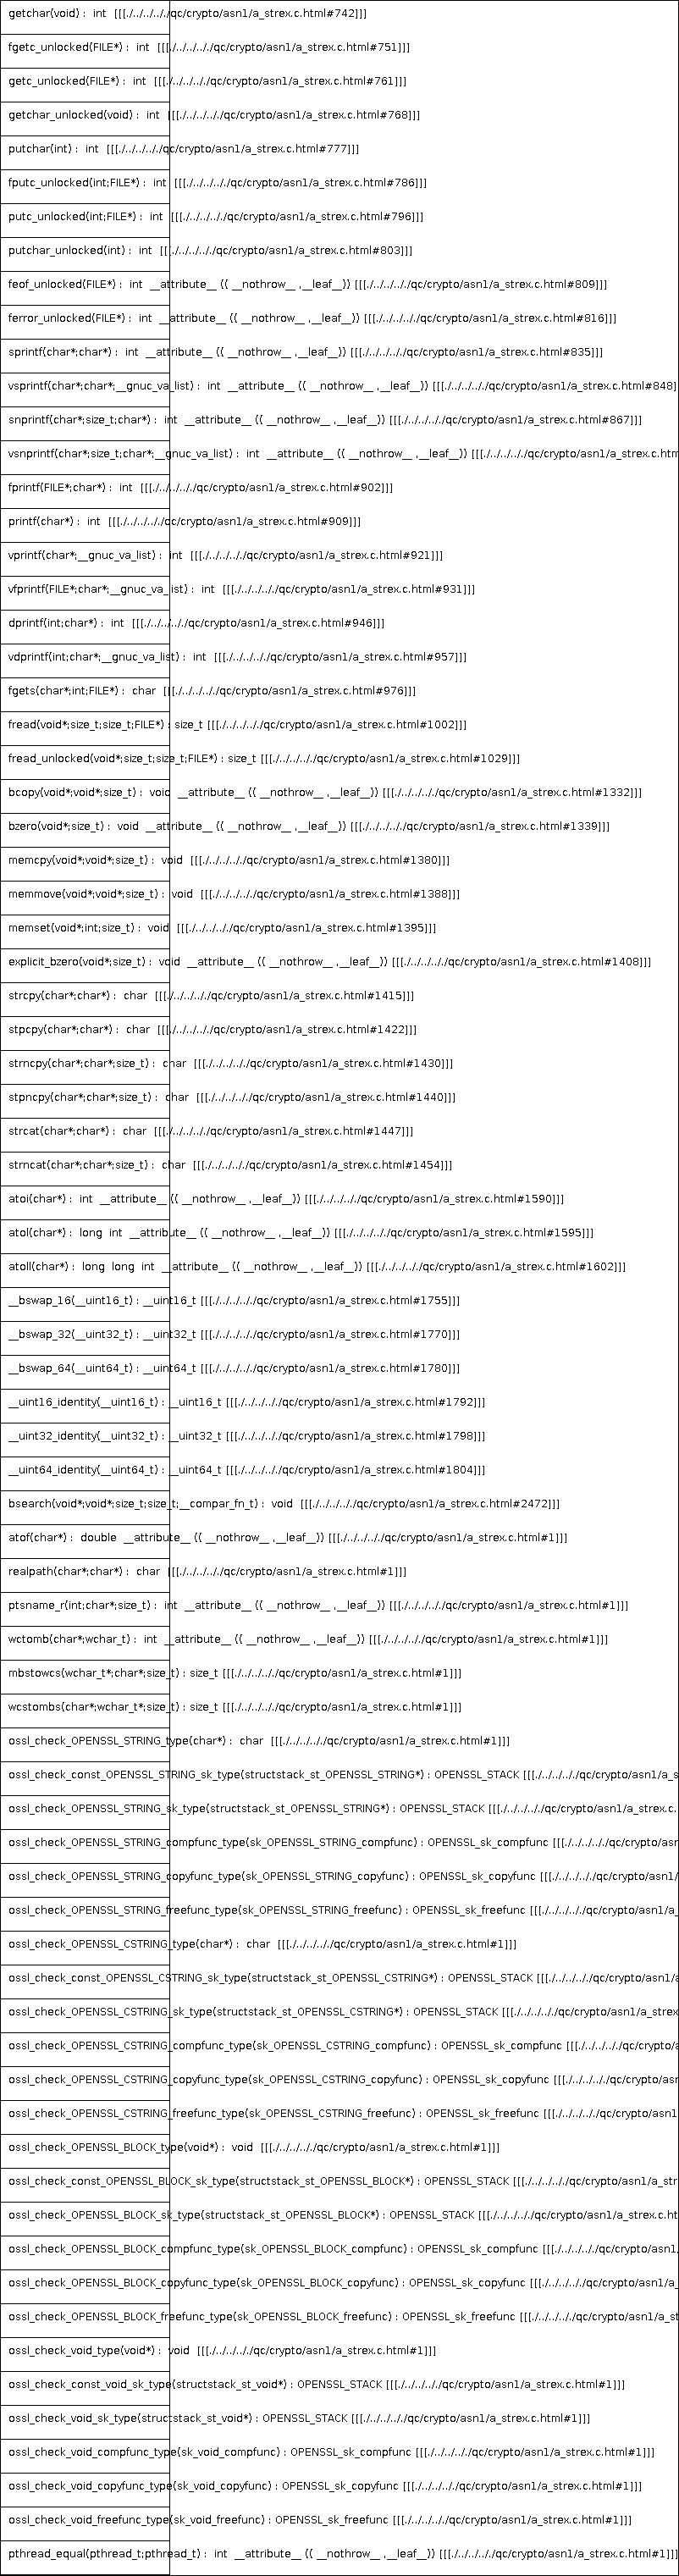 getchar(void) : int [[[./../../../qc/crypto/asn1/a_strex.c.html#742]]]
fgetc_unlocked(FILE*) : int [[[./../../../qc/crypto/asn1/a_strex.c.html#751]]]
getc_unlocked(FILE*) : int [[[./../../../qc/crypto/asn1/a_strex.c.html#761]]]
getchar_unlocked(void) : int [[[./../../../qc/crypto/asn1/a_strex.c.html#768]]]
putchar(int) : int [[[./../../../qc/crypto/asn1/a_strex.c.html#777]]]
fputc_unlocked(int;FILE*) : int [[[./../../../qc/crypto/asn1/a_strex.c.html#786]]]
putc_unlocked(int;FILE*) : int [[[./../../../qc/crypto/asn1/a_strex.c.html#796]]]
putchar_unlocked(int) : int [[[./../../../qc/crypto/asn1/a_strex.c.html#803]]]
feof_unlocked(FILE*) : int __attribute__ (( __nothrow__ ,__leaf__)) [[[./../../../qc/crypto/asn1/a_strex.c.html#809]]]
ferror_unlocked(FILE*) : int __attribute__ (( __nothrow__ ,__leaf__)) [[[./../../../qc/crypto/asn1/a_strex.c.html#816]]]
sprintf(char*;char*) : int __attribute__ (( __nothrow__ ,__leaf__)) [[[./../../../qc/crypto/asn1/a_strex.c.html#835]]]
vsprintf(char*;char*;__gnuc_va_list) : int __attribute__ (( __nothrow__ ,__leaf__)) [[[./../../../qc/crypto/asn1/a_strex.c.html#848]
snprintf(char*;size_t;char*) : int __attribute__ (( __nothrow__ ,__leaf__)) [[[./../../../qc/crypto/asn1/a_strex.c.html#867]]]
vsnprintf(char*;size_t;char*;__gnuc_va_list) : int __attribute__ (( __nothrow__ ,__leaf__)) [[[./../../../qc/crypto/asn1/a_strex.c.htm
fprintf(FILE*;char*) : int [[[./../../../qc/crypto/asn1/a_strex.c.html#902]]]
printf(char*) : int [[[./../../../qc/crypto/asn1/a_strex.c.html#909]]]
vprintf(char*;__gnuc_va_list) : int [[[./../../../qc/crypto/asn1/a_strex.c.html#921]]]
vfprintf(FILE*;char*;__gnuc_va_list) : int [[[./../../../qc/crypto/asn1/a_strex.c.html#931]]]
dprintf(int;char*) : int [[[./../../../qc/crypto/asn1/a_strex.c.html#946]]]
vdprintf(int;char*;__gnuc_va_list) : int [[[./../../../qc/crypto/asn1/a_strex.c.html#957]]]
fgets(char*;int;FILE*) : char [[[./../../../qc/crypto/asn1/a_strex.c.html#976]]]
fread(void*;size_t;size_t;FILE*) : size_t [[[./../../../qc/crypto/asn1/a_strex.c.html#1002]]]
fread_unlocked(void*;size_t;size_t;FILE*) : size_t [[[./../../../qc/crypto/asn1/a_strex.c.html#1029]]]
bcopy(void*;void*;size_t) : void __attribute__ (( __nothrow__ ,__leaf__)) [[[./../../../qc/crypto/asn1/a_strex.c.html#1332]]]
bzero(void*;size_t) : void __attribute__ (( __nothrow__ ,__leaf__)) [[[./../../../qc/crypto/asn1/a_strex.c.html#1339]]]
memcpy(void*;void*;size_t) : void [[[./../../../qc/crypto/asn1/a_strex.c.html#1380]]]
memmove(void*;void*;size_t) : void [[[./../../../qc/crypto/asn1/a_strex.c.html#1388]]]
memset(void*;int;size_t) : void [[[./../../../qc/crypto/asn1/a_strex.c.html#1395]]]
explicit_bzero(void*;size_t) : void __attribute__ (( __nothrow__ ,__leaf__)) [[[./../../../qc/crypto/asn1/a_strex.c.html#1408]]]
strcpy(char*;char*) : char [[[./../../../qc/crypto/asn1/a_strex.c.html#1415]]]
stpcpy(char*;char*) : char [[[./../../../qc/crypto/asn1/a_strex.c.html#1422]]]
strncpy(char*;char*;size_t) : char [[[./../../../qc/crypto/asn1/a_strex.c.html#1430]]]
stpncpy(char*;char*;size_t) : char [[[./../../../qc/crypto/asn1/a_strex.c.html#1440]]]
strcat(char*;char*) : char [[[./../../../qc/crypto/asn1/a_strex.c.html#1447]]]
strncat(char*;char*;size_t) : char [[[./../../../qc/crypto/asn1/a_strex.c.html#1454]]]
atoi(char*) : int __attribute__ (( __nothrow__ ,__leaf__)) [[[./../../../qc/crypto/asn1/a_strex.c.html#1590]]]
atol(char*) : long int __attribute__ (( __nothrow__ ,__leaf__)) [[[./../../../qc/crypto/asn1/a_strex.c.html#1595]]]
atoll(char*) : long long int __attribute__ (( __nothrow__ ,__leaf__)) [[[./../../../qc/crypto/asn1/a_strex.c.html#1602]]]
__bswap_16(__uint16_t) : __uint16_t [[[./../../../qc/crypto/asn1/a_strex.c.html#1755]]]
__bswap_32(__uint32_t) : __uint32_t [[[./../../../qc/crypto/asn1/a_strex.c.html#1770]]]
__bswap_64(__uint64_t) : __uint64_t [[[./../../../qc/crypto/asn1/a_strex.c.html#1780]]]
__uint16_identity(__uint16_t) : __uint16_t [[[./../../../qc/crypto/asn1/a_strex.c.html#1792]]]
__uint32_identity(__uint32_t) : __uint32_t [[[./../../../qc/crypto/asn1/a_strex.c.html#1798]]]
__uint64_identity(__uint64_t) : __uint64_t [[[./../../../qc/crypto/asn1/a_strex.c.html#1804]]]
bsearch(void*;void*;size_t;size_t;__compar_fn_t) : void [[[./../../../qc/crypto/asn1/a_strex.c.html#2472]]]
atof(char*) : double __attribute__ (( __nothrow__ ,__leaf__)) [[[./../../../qc/crypto/asn1/a_strex.c.html#1]]]
realpath(char*;char*) : char [[[./../../../qc/crypto/asn1/a_strex.c.html#1]]]
ptsname_r(int;char*;size_t) : int __attribute__ (( __nothrow__ ,__leaf__)) [[[./../../../qc/crypto/asn1/a_strex.c.html#1]]]
wctomb(char*;wchar_t) : int __attribute__ (( __nothrow__ ,__leaf__)) [[[./../../../qc/crypto/asn1/a_strex.c.html#1]]]
mbstowcs(wchar_t*;char*;size_t) : size_t [[[./../../../qc/crypto/asn1/a_strex.c.html#1]]]
wcstombs(char*;wchar_t*;size_t) : size_t [[[./../../../qc/crypto/asn1/a_strex.c.html#1]]]
ossl_check_OPENSSL_STRING_type(char*) : char [[[./../../../qc/crypto/asn1/a_strex.c.html#1]]]
ossl_check_const_OPENSSL_STRING_sk_type(structstack_st_OPENSSL_STRING*) : OPENSSL_STACK [[[./../../../qc/crypto/asn1/a_s
ossl_check_OPENSSL_STRING_sk_type(structstack_st_OPENSSL_STRING*) : OPENSSL_STACK [[[./../../../qc/crypto/asn1/a_strex.c.
ossl_check_OPENSSL_STRING_compfunc_type(sk_OPENSSL_STRING_compfunc) : OPENSSL_sk_compfunc [[[./../../../qc/crypto/asn
ossl_check_OPENSSL_STRING_copyfunc_type(sk_OPENSSL_STRING_copyfunc) : OPENSSL_sk_copyfunc [[[./../../../qc/crypto/asn1/
ossl_check_OPENSSL_STRING_freefunc_type(sk_OPENSSL_STRING_freefunc) : OPENSSL_sk_freefunc [[[./../../../qc/crypto/asn1/a_
ossl_check_OPENSSL_CSTRING_type(char*) : char [[[./../../../qc/crypto/asn1/a_strex.c.html#1]]]
ossl_check_const_OPENSSL_CSTRING_sk_type(structstack_st_OPENSSL_CSTRING*) : OPENSSL_STACK [[[./../../../qc/crypto/asn1/a
ossl_check_OPENSSL_CSTRING_sk_type(structstack_st_OPENSSL_CSTRING*) : OPENSSL_STACK [[[./../../../qc/crypto/asn1/a_strex
ossl_check_OPENSSL_CSTRING_compfunc_type(sk_OPENSSL_CSTRING_compfunc) : OPENSSL_sk_compfunc [[[./../../../qc/crypto/a
ossl_check_OPENSSL_CSTRING_copyfunc_type(sk_OPENSSL_CSTRING_copyfunc) : OPENSSL_sk_copyfunc [[[./../../../qc/crypto/asn
ossl_check_OPENSSL_CSTRING_freefunc_type(sk_OPENSSL_CSTRING_freefunc) : OPENSSL_sk_freefunc [[[./../../../qc/crypto/asn1
ossl_check_OPENSSL_BLOCK_type(void*) : void [[[./../../../qc/crypto/asn1/a_strex.c.html#1]]]
ossl_check_const_OPENSSL_BLOCK_sk_type(structstack_st_OPENSSL_BLOCK*) : OPENSSL_STACK [[[./../../../qc/crypto/asn1/a_str
ossl_check_OPENSSL_BLOCK_sk_type(structstack_st_OPENSSL_BLOCK*) : OPENSSL_STACK [[[./../../../qc/crypto/asn1/a_strex.c.ht
ossl_check_OPENSSL_BLOCK_compfunc_type(sk_OPENSSL_BLOCK_compfunc) : OPENSSL_sk_compfunc [[[./../../../qc/crypto/asn1,
ossl_check_OPENSSL_BLOCK_copyfunc_type(sk_OPENSSL_BLOCK_copyfunc) : OPENSSL_sk_copyfunc [[[./../../../qc/crypto/asn1/a_
ossl_check_OPENSSL_BLOCK_freefunc_type(sk_OPENSSL_BLOCK_freefunc) : OPENSSL_sk_freefunc [[[./../../../qc/crypto/asn1/a_st
ossl_check_void_type(void*) : void [[[./../../../qc/crypto/asn1/a_strex.c.html#1]]]
ossl_check_const_void_sk_type(structstack_st_void*) : OPENSSL_STACK [[[./../../../qc/crypto/asn1/a_strex.c.html#1]]]
ossl_check_void_sk_type(structstack_st_void*) : OPENSSL_STACK [[[./../../../qc/crypto/asn1/a_strex.c.html#1]]]
ossl_check_void_compfunc_type(sk_void_compfunc) : OPENSSL_sk_compfunc [[[./../../../qc/crypto/asn1/a_strex.c.html#1]]]
ossl_check_void_copyfunc_type(sk_void_copyfunc) : OPENSSL_sk_copyfunc [[[./../../../qc/crypto/asn1/a_strex.c.html#1]]]
ossl_check_void_freefunc_type(sk_void_freefunc) : OPENSSL_sk_freefunc [[[./../../../qc/crypto/asn1/a_strex.c.html#1]]]
pthread_equal(pthread_t;pthread_t) : int __attribute__ (( __nothrow__ ,__leaf__)) [[[./../../../qc/crypto/asn1/a_strex.c.html#1]]]